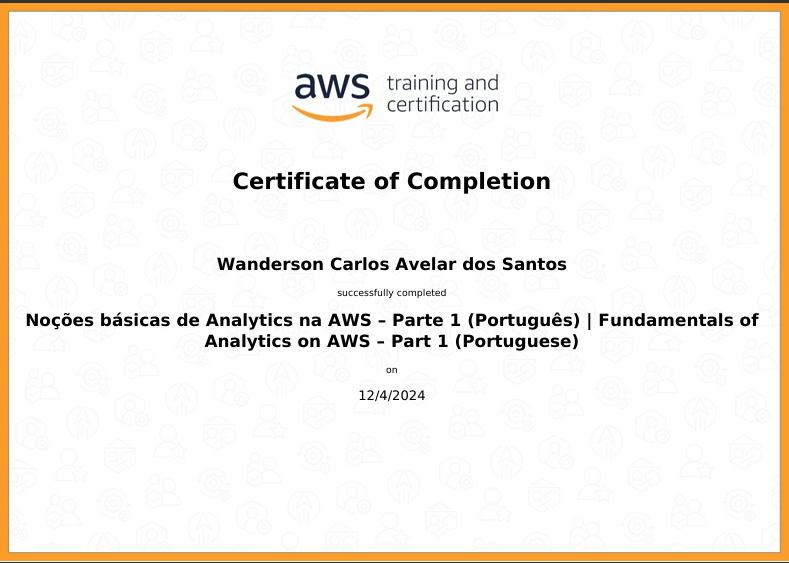 aws training and
certification
Certificate of Completion
Wanderson Carlos Avelar dos Santos
successfully completed
Noções básicas de Analytics na AWS – Parte 1 (Português) | Fundamentals of
Analytics on AWS – Part 1 (Portuguese)
on
12/4/2024